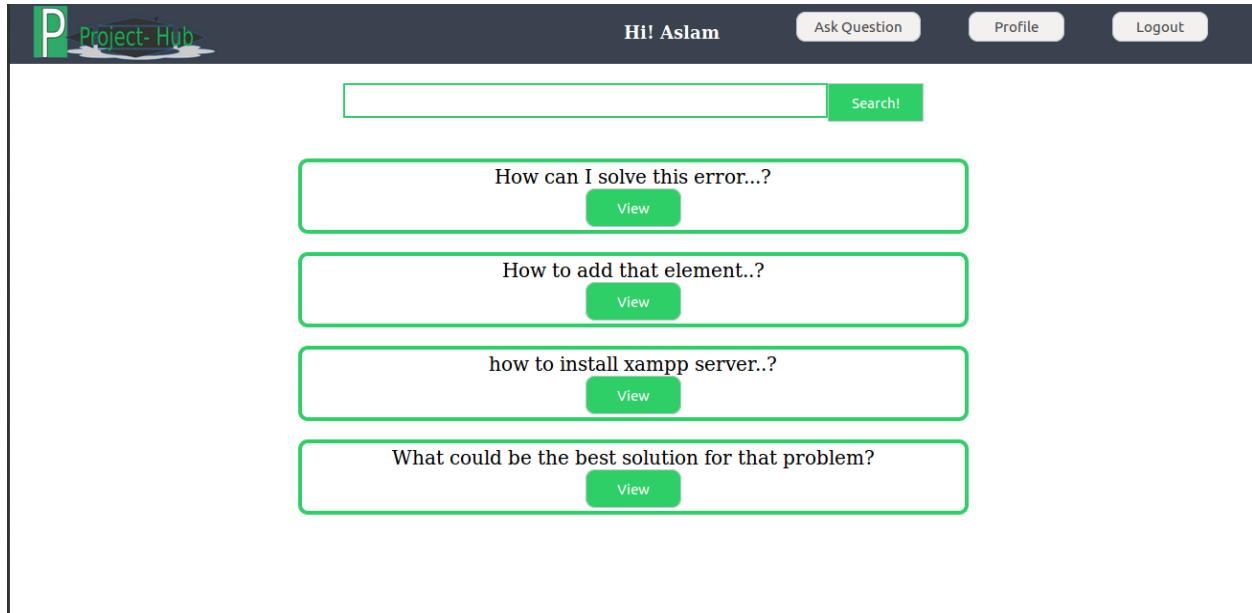 P Project- Hub Hi! Aslam Ask Question Profile Logout
Search!
How can I solve this error...?
View
How to add that element..?
View
how to install xampp server..?
View
What could be the best solution for that problem?
View